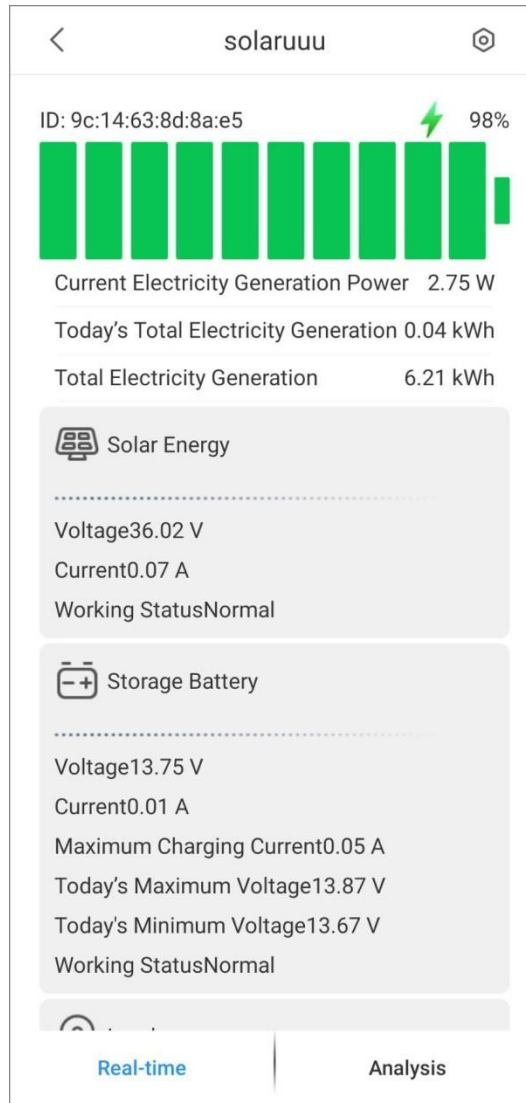 solaruuu
ID: 9c:14:63:8d:8a:e5 98%
Current Electricity Generation Power 2.75 W
Today’s Total Electricity Generation 0.04 kWh
Total Electricity Generation 6.21 kWh
Solar Energy
Voltage36.02 V
Current0.07 A
Working StatusNormal
Storage Battery
Voltage13.75 V
Current0.01 A
Maximum Charging Current0.05 A
Today’s Maximum Voltage13.87 V
Today's Minimum Voltage13.67 V
Working StatusNormal
Real-time Analysis